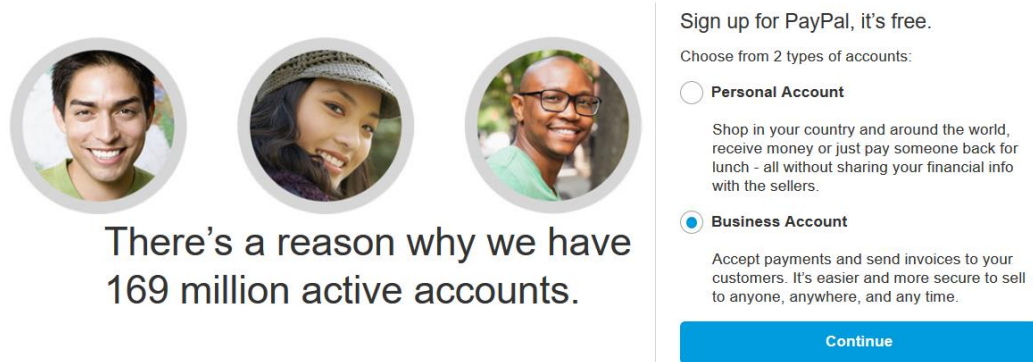 There's a reason why we have
169 million active accounts.
Sign up for PayPal, it's free.
Choose from 2 types of accounts:
Personal Account
Shop in your country and around the world,
receive money or just pay someone back for
lunch - all without sharing your financial info
with the sellers.
Business Account
Accept payments and send invoices to your
customers. It's easier and more secure to sell
to anyone, anywhere, and any time.
Continue